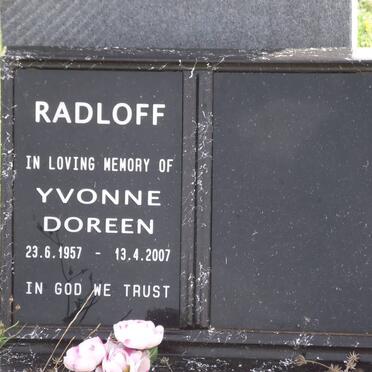 RADLOFF
IN LOVING MEMORY OF
YVONNE
DOREEN
23.6.1957 - 13.4.2007
IN GOD WE TRUST